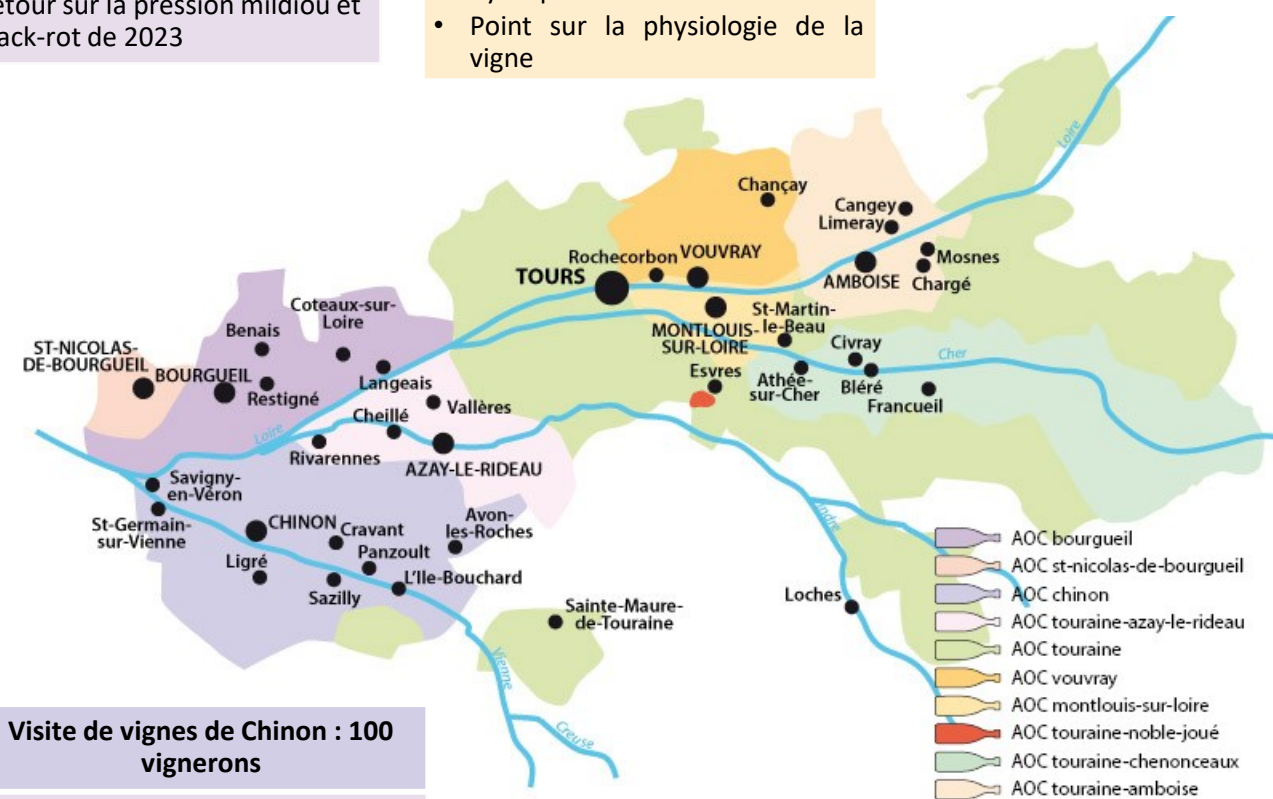 etour sur la pression mildiou et
ack-rot de 2023
• Point sur la physiologie de la
vigne
Loire
Chançay
Cangey
Limeray
Rochecorbon
VOUVRAY
Mosnes
TOURS
AMBOISE
Chargé
Coteaux-sur-
Loire
St-Martin-
le-Beau
MONTLOUIS-
SUR-LOIRE
Benais
Civray
Cher
ST-NICOLAS-
DE-BOURGUEIL
BOURGUEIL
Langeais
Esvres
Athée-
sur-Cher
Bléré
Restigné
Vallères
Francueil
Cheillé
Loire
Rivarennes
AZAY-LE-RIDEAU
Savigny-
en-Véron
St-Germain-
sur-Vienne
CHINON
Cravant
Avon-
les-Roches
Indre
Panzoult
Ligré
L'Ile-Bouchard
Sazilly
Loches
Sainte-Maure-
de-Touraine
Vienne
Creuse
AOC bourgueil
AOC st-nicolas-de-bourgueil
AOC chinon
AOC touraine-azay-le-rideau
AOC touraine
AOC vouvray
AOC montlouis-sur-loire
AOC touraine-noble-joué
AOC touraine-chenonceaux
AOC touraine-amboise
Visite de vignes de Chinon : 100
vignerons